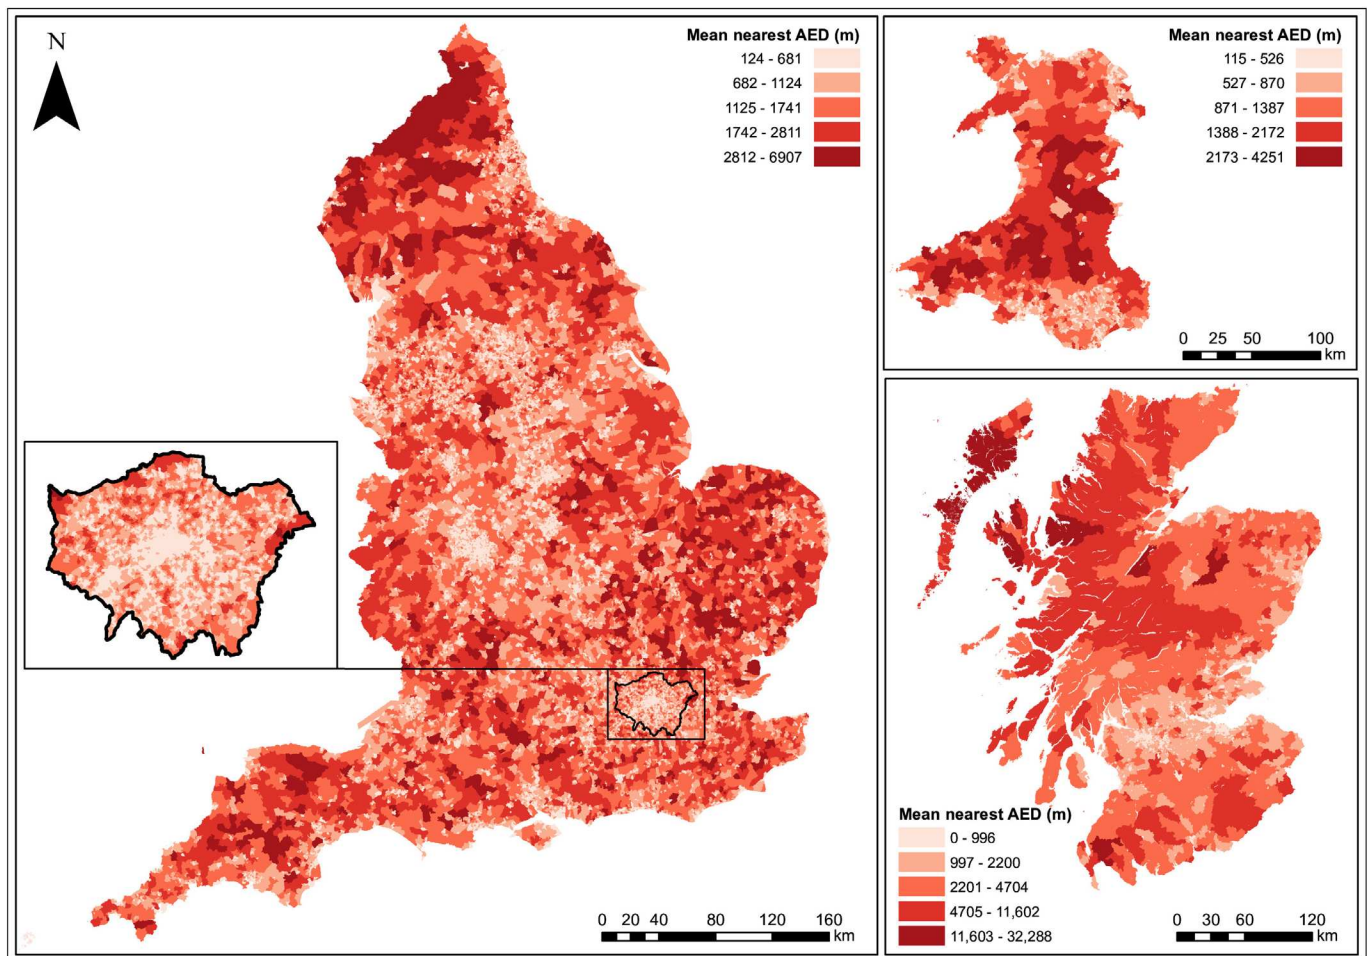 N
Mean nearest AED (m)
124 - 681
682 - 1124
1125 - 1741
1742 - 2811
2812 - 6907
0 20 40 80 120 160
km
Mean nearest AED (m)
115 - 526
527 - 870
871 - 1387
1388 - 2172
2173 - 4251
0 25 50 100
km
Mean nearest AED (m)
0 - 996
997 - 2200
2201 - 4704
4705 - 11,602
11,603 - 32,288
0 30 60 120
km